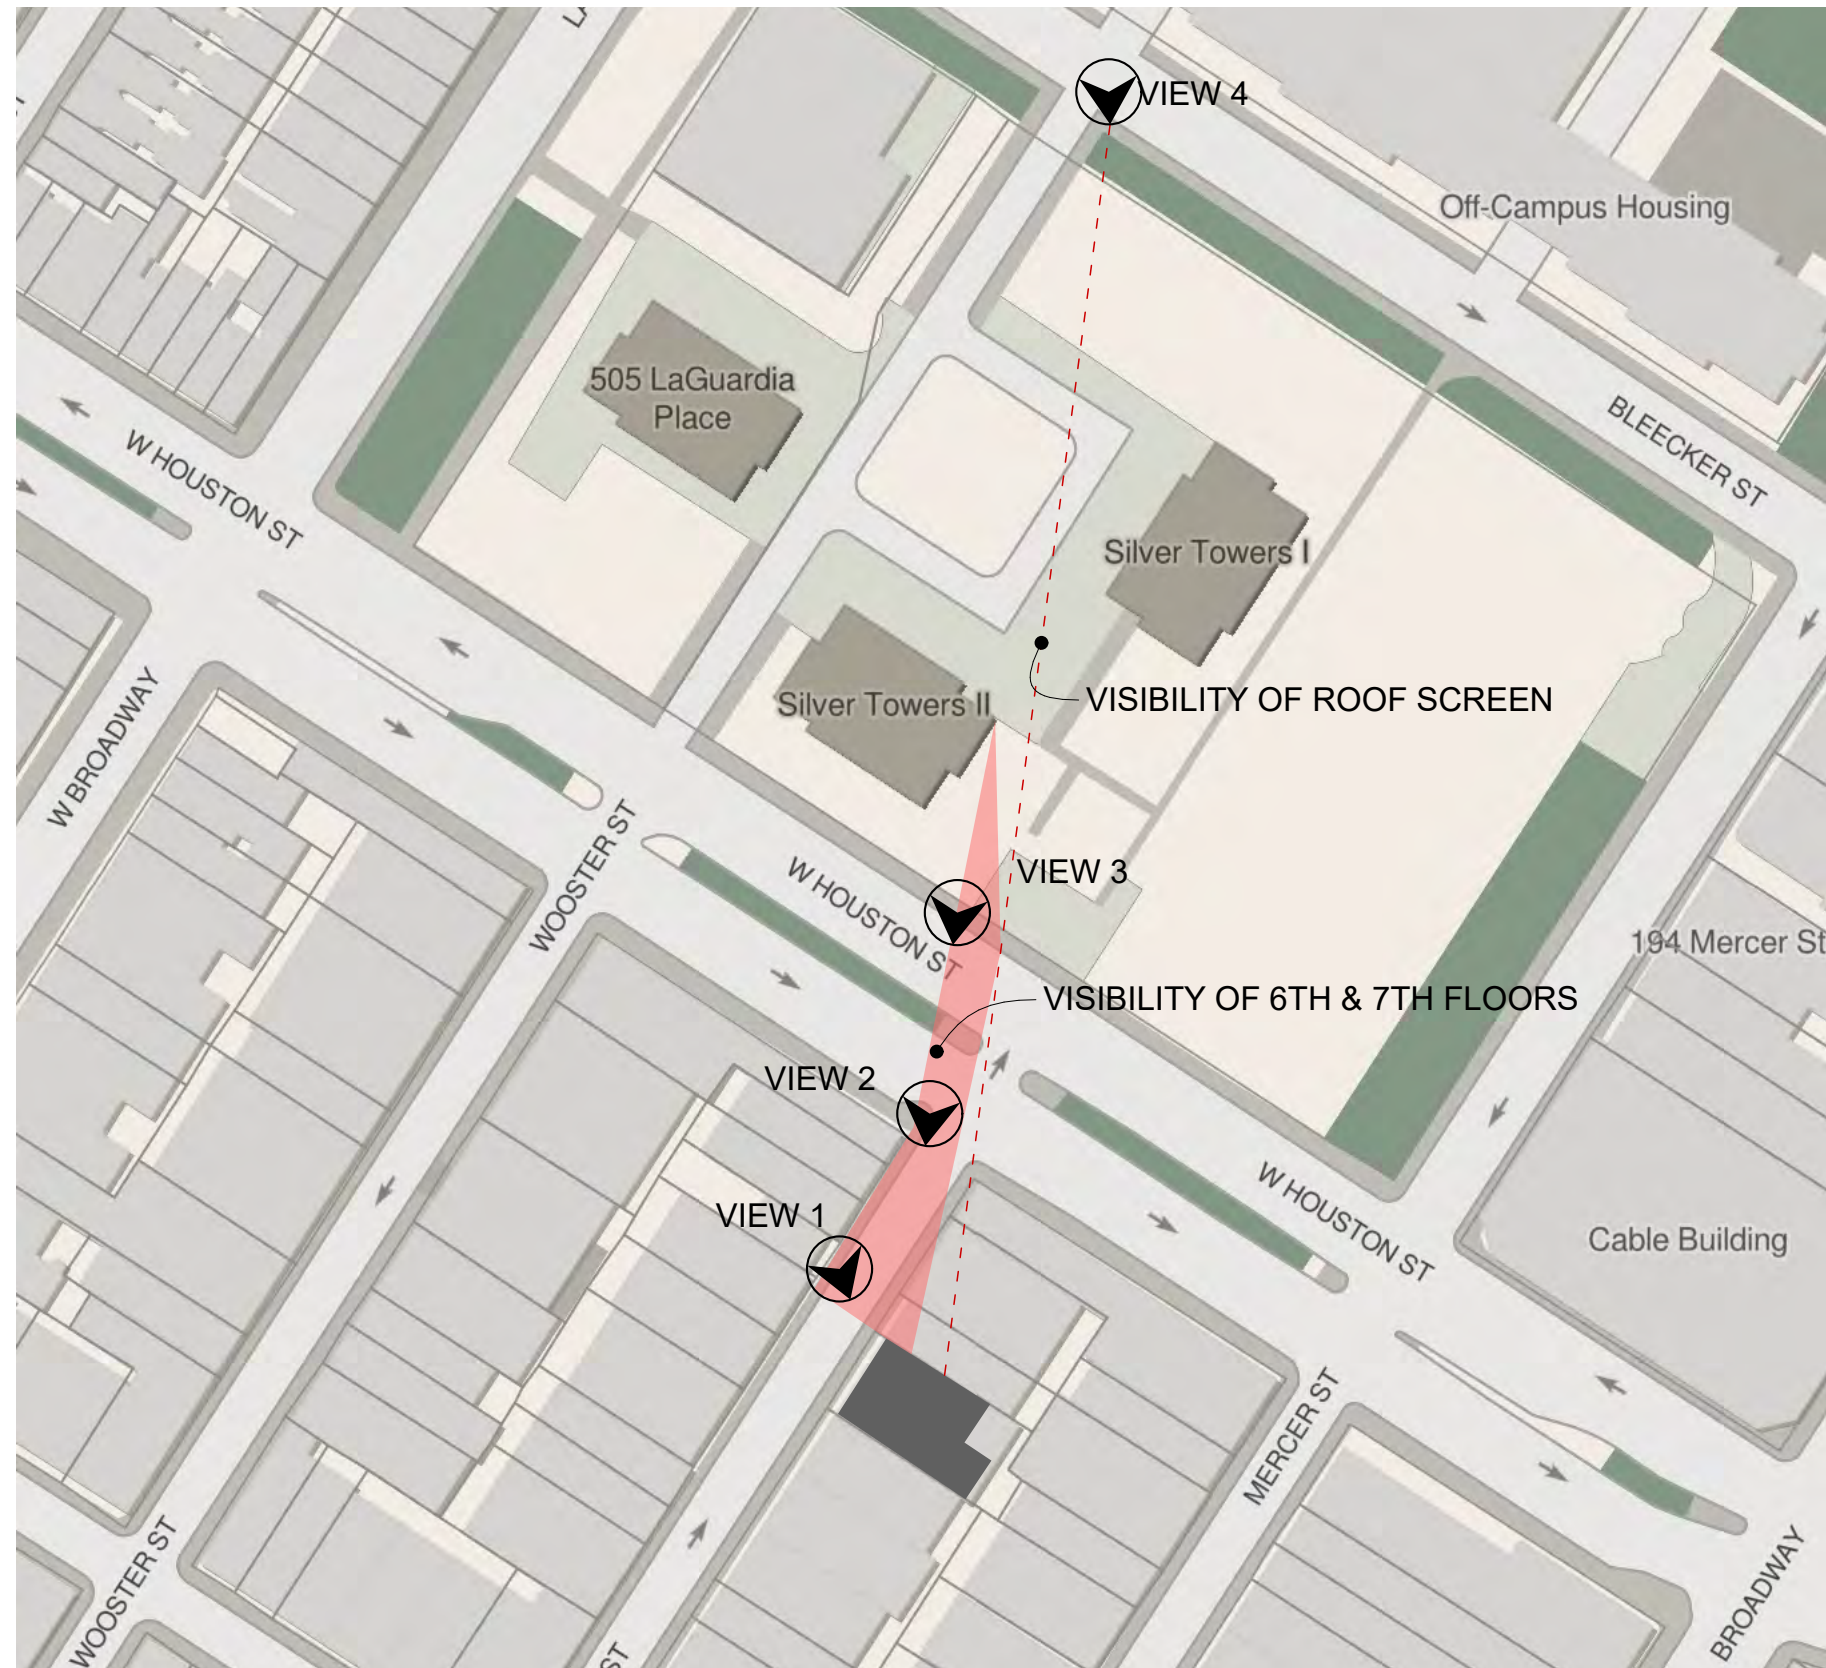 LA
VIEW 4
Off-Campus Housing
505 LaGuardia
Place
BLEECKER ST
W HOUSTON ST
Silver Towers I
Silver Towers II
VISIBILITY OF ROOF SCREEN
W BROADWAY
WOOSTER ST
W HOUSTON ST
VIEW 3
194 Mercer St
VISIBILITY OF 6TH & 7TH FLOORS
VIEW 2
VIEW 1
W HOUSTON ST
Cable Building
MERCER ST
WOOSTER ST
BROADWAY
ST